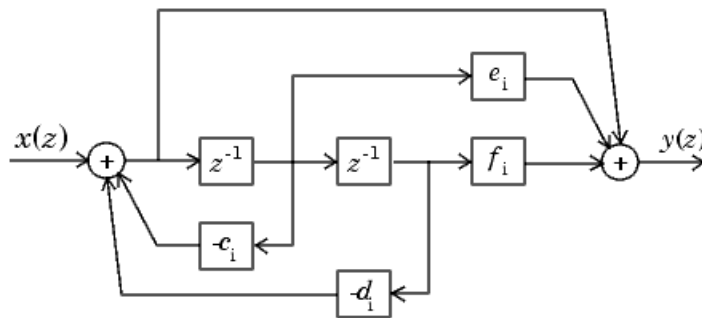 e_i
x(z)
y(z)
+
z^-1
z^-1
f_i
+
-c_i
-d_i